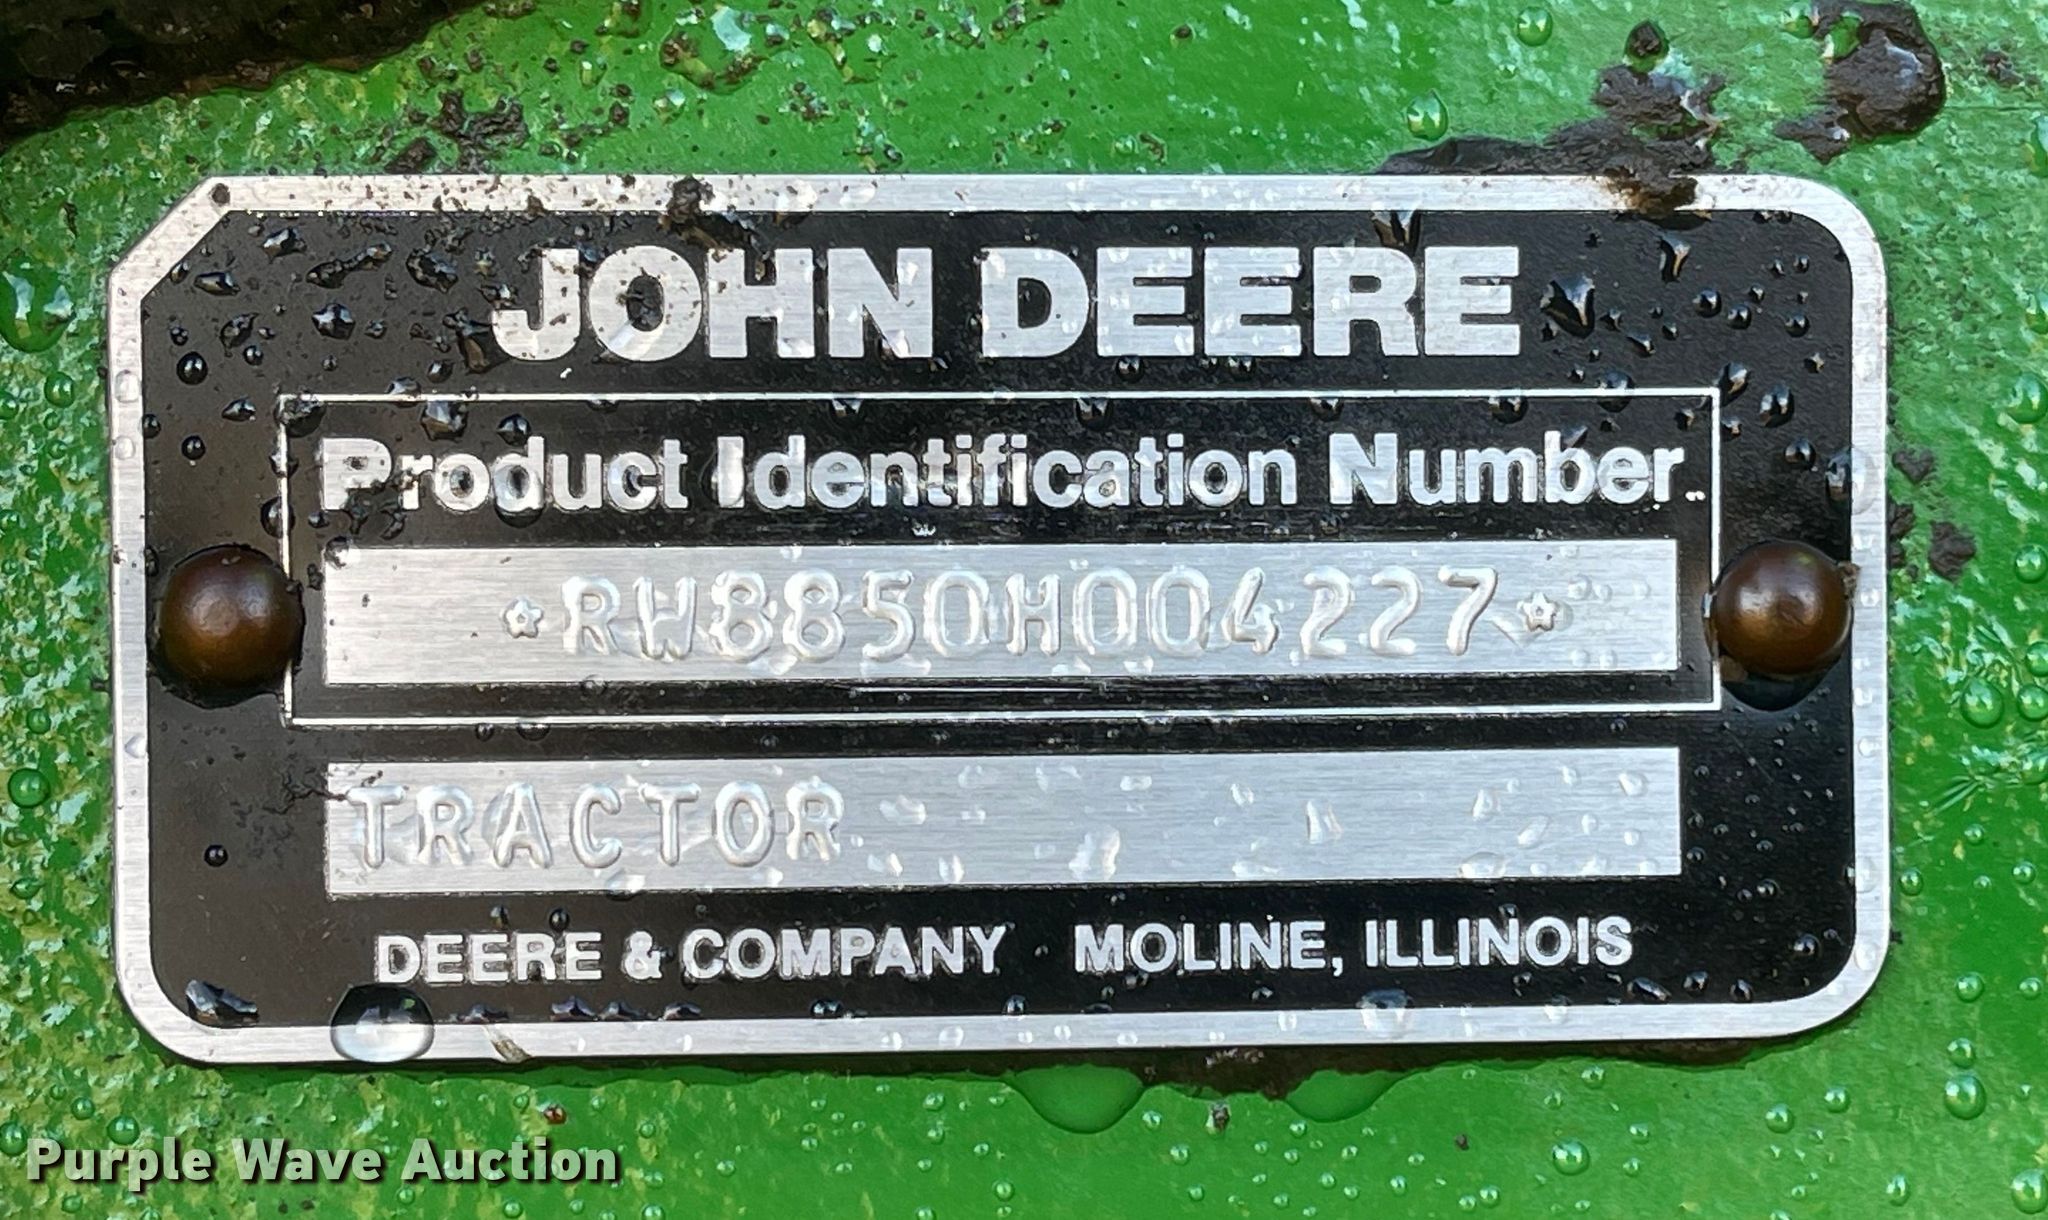 JOHN DEERE
Product Identification Number
*RW8850H004227*
TRACTOR
DEERE & COMPANY MOLINE, ILLINOIS
Purple Wave Auction